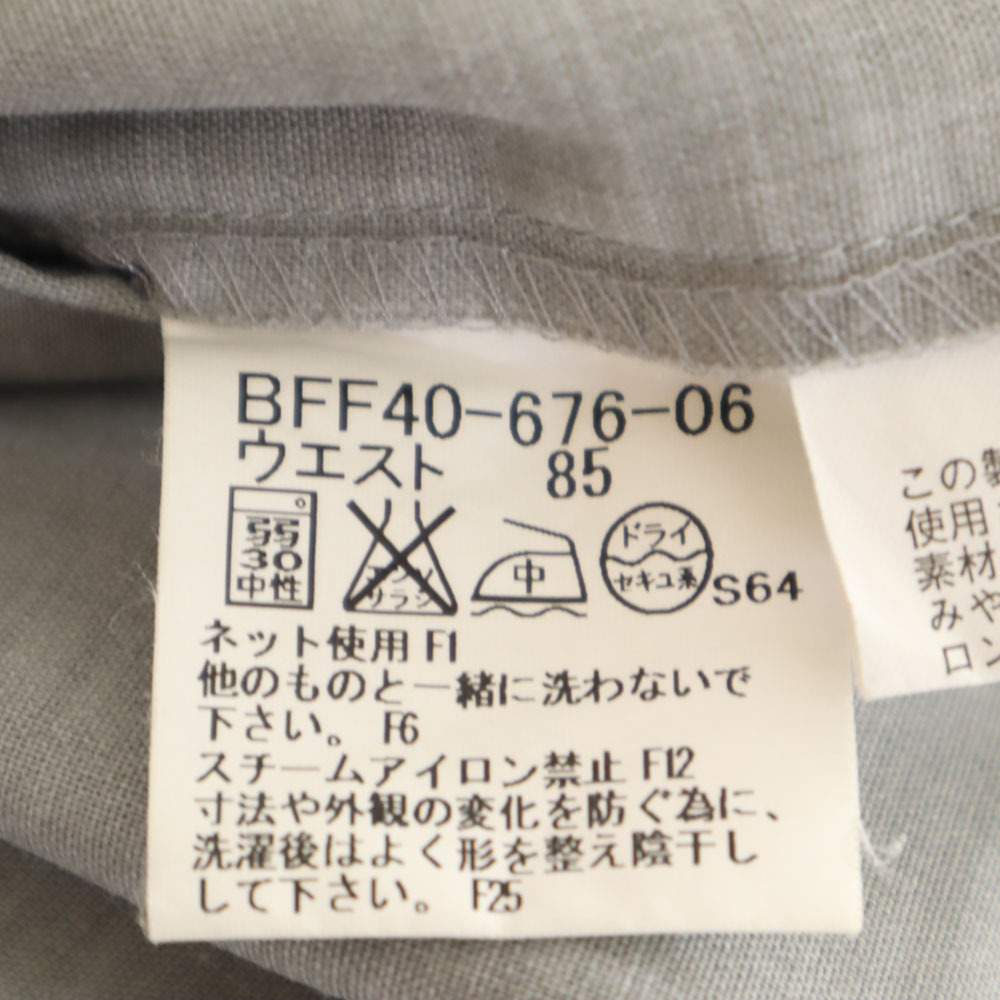 BFF40-676-06
ウエスト 85
弱
30
中性
エンソ
サラシ
中
ドライ
セキユ系
S64
ネット使用 F1
他のものと一緒に洗わないで
下さい。 F6
スチームアイロン禁止 F12
寸法や外観の変化を防ぐ為に、
洗濯後はよく形を整え陰干し
して下さい。 F25
この製
使用
素材
みや
ロン